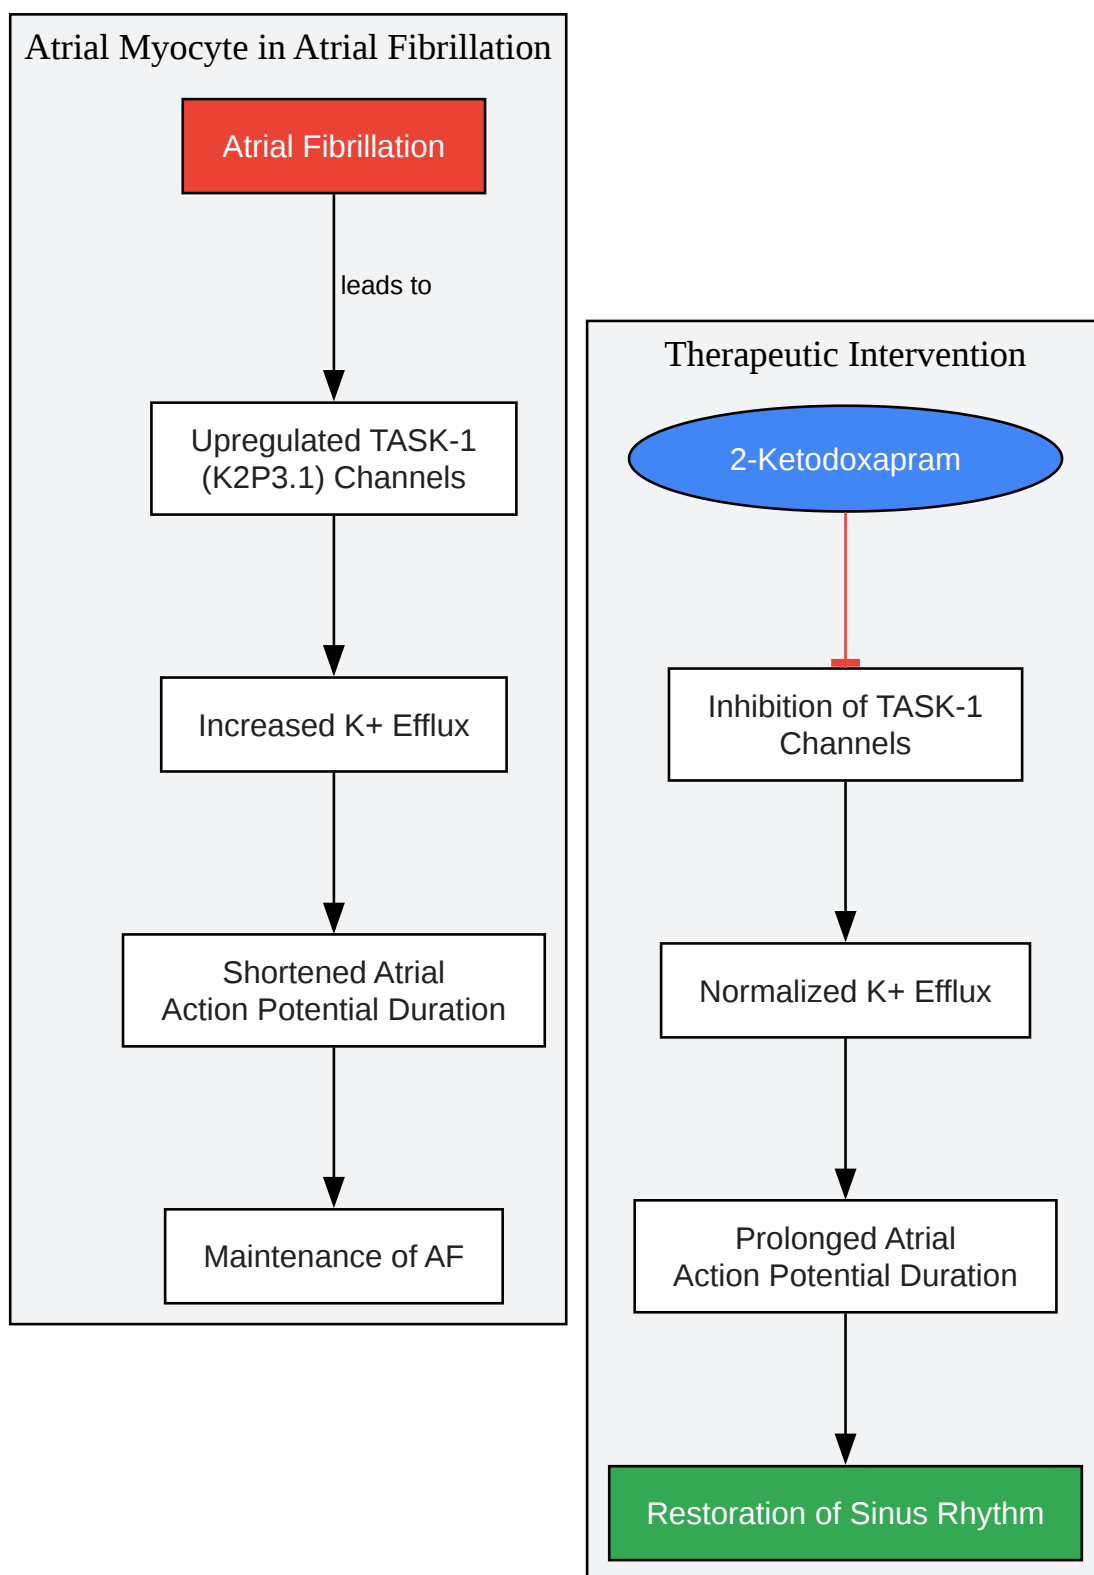 Atrial Myocyte in Atrial Fibrillation
Atrial Fibrillation
leads to
Upregulated TASK-1
(K2P3.1) Channels
Increased K+ Efflux
Shortened Atrial
Action Potential Duration
Maintenance of AF
Therapeutic Intervention
2-Ketodoxapram
Inhibition of TASK-1
Channels
Normalized K+ Efflux
Prolonged Atrial
Action Potential Duration
Restoration of Sinus Rhythm